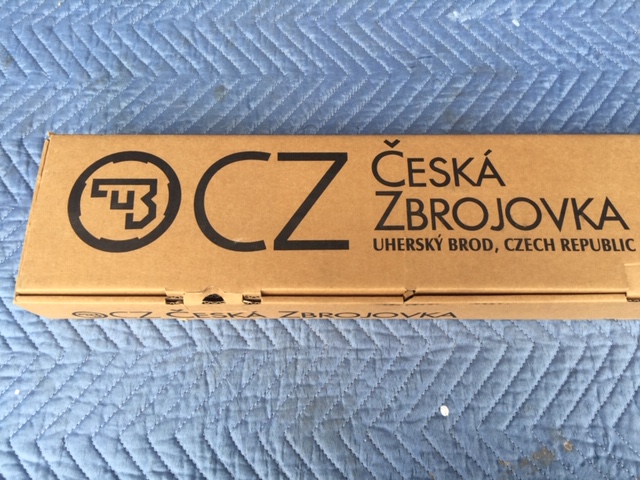 CZ
ČESKÁ
ZBROJOVKA
UHERSKÝ BROD, CZECH REPUBLIC
CZ ČESKÁ ZBROJOVKA